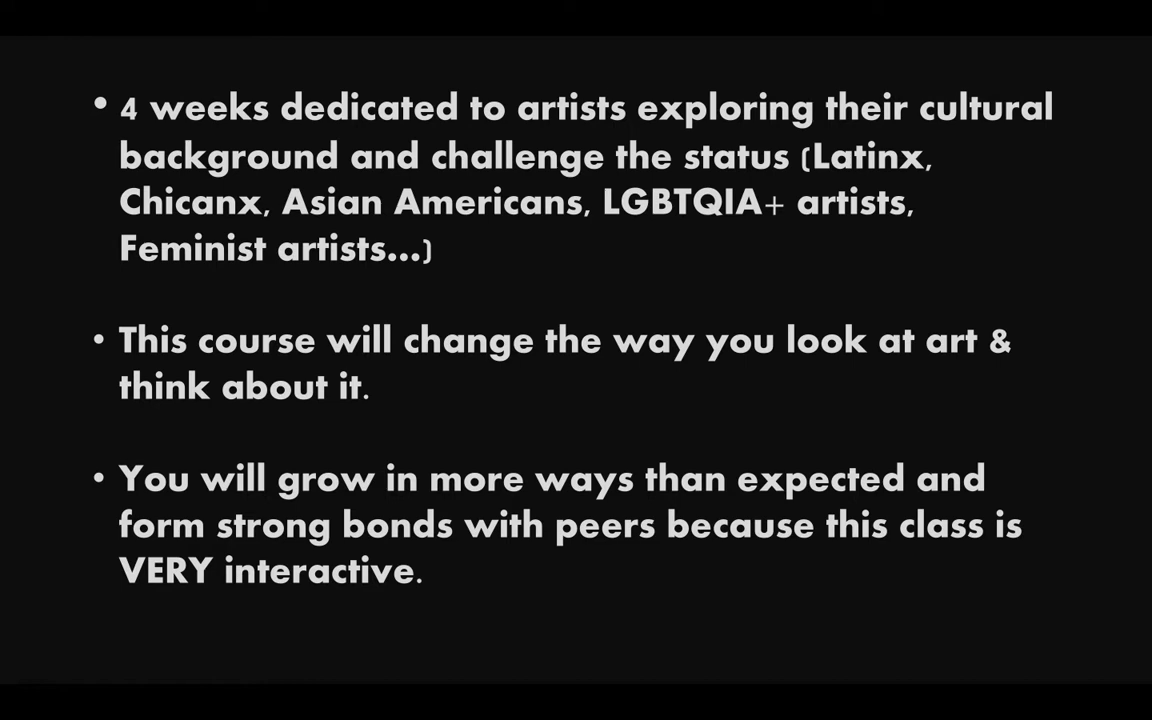 • 4 weeks dedicated to artists exploring their cultural
background and challenge the status (Latinx,
Chicanx, Asian Americans, LGBTQIA+ artists,
Feminist artists...)
• This course will change the way you look at art &
think about it.
• You will grow in more ways than expected and
form strong bonds with peers because this class is
VERY interactive.